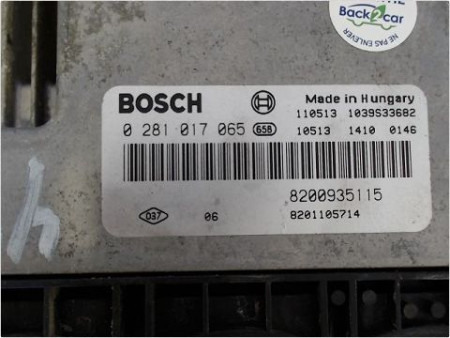 Back2car
NE PAS ENLEVER
BOSCH Made in Hungary
110513 1039S33682
0 281 017 065 658 10513 1410 0146
8200935115
037 06 8201105714
4